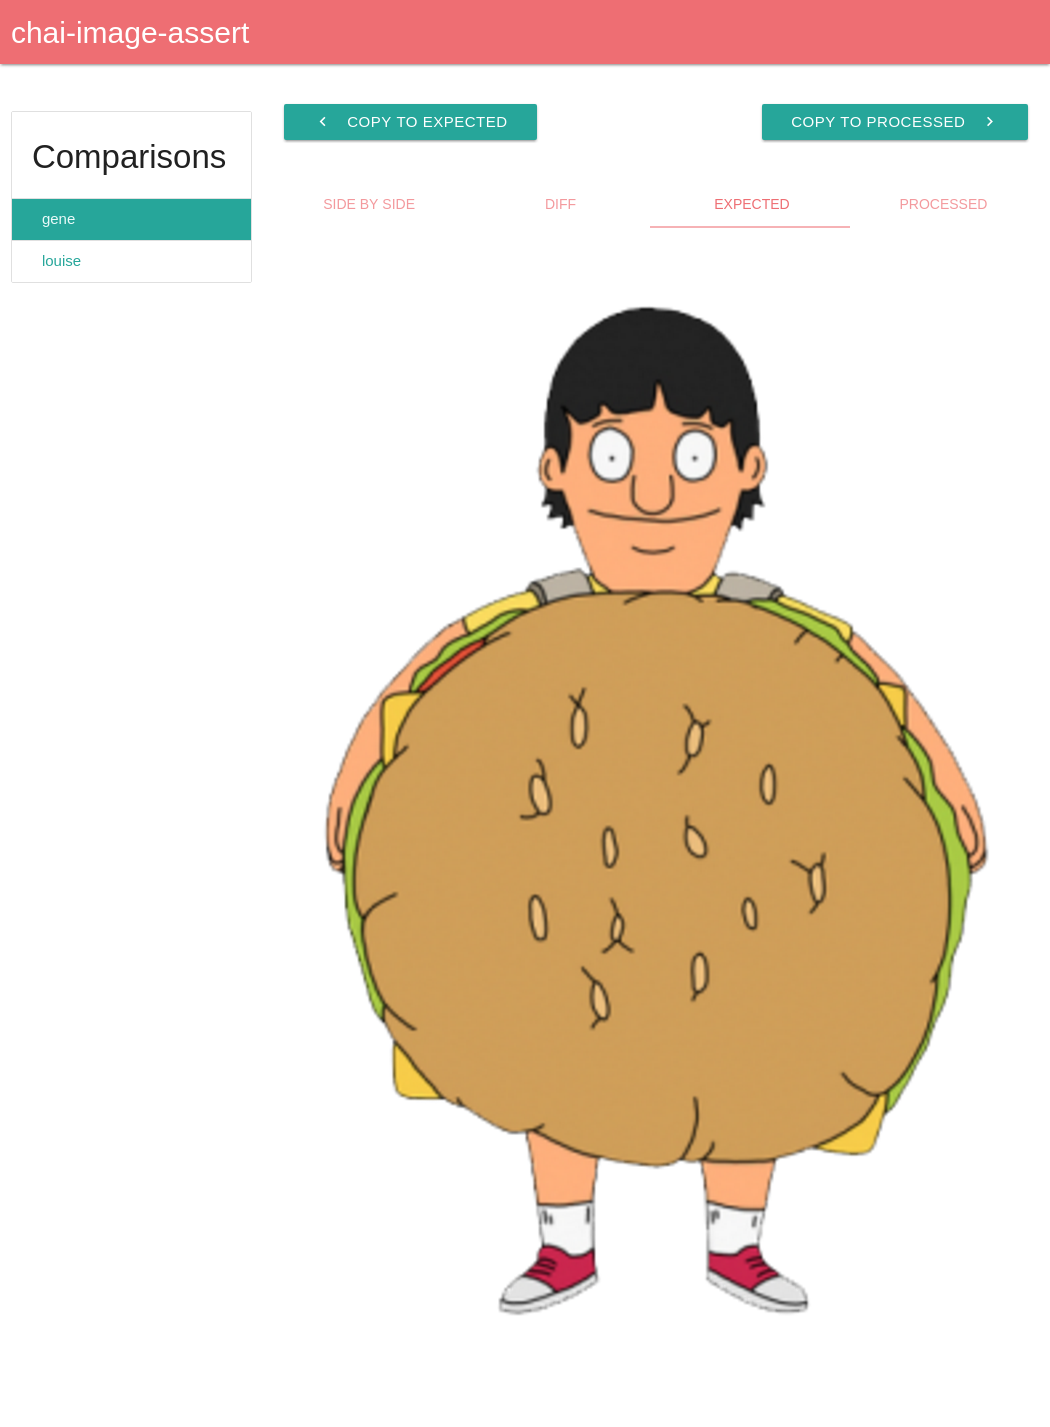 chai-image-assert
Comparisons
gene
louise
COPY TO EXPECTED
COPY TO PROCESSED
SIDE BY SIDE
DIFF
EXPECTED
PROCESSED